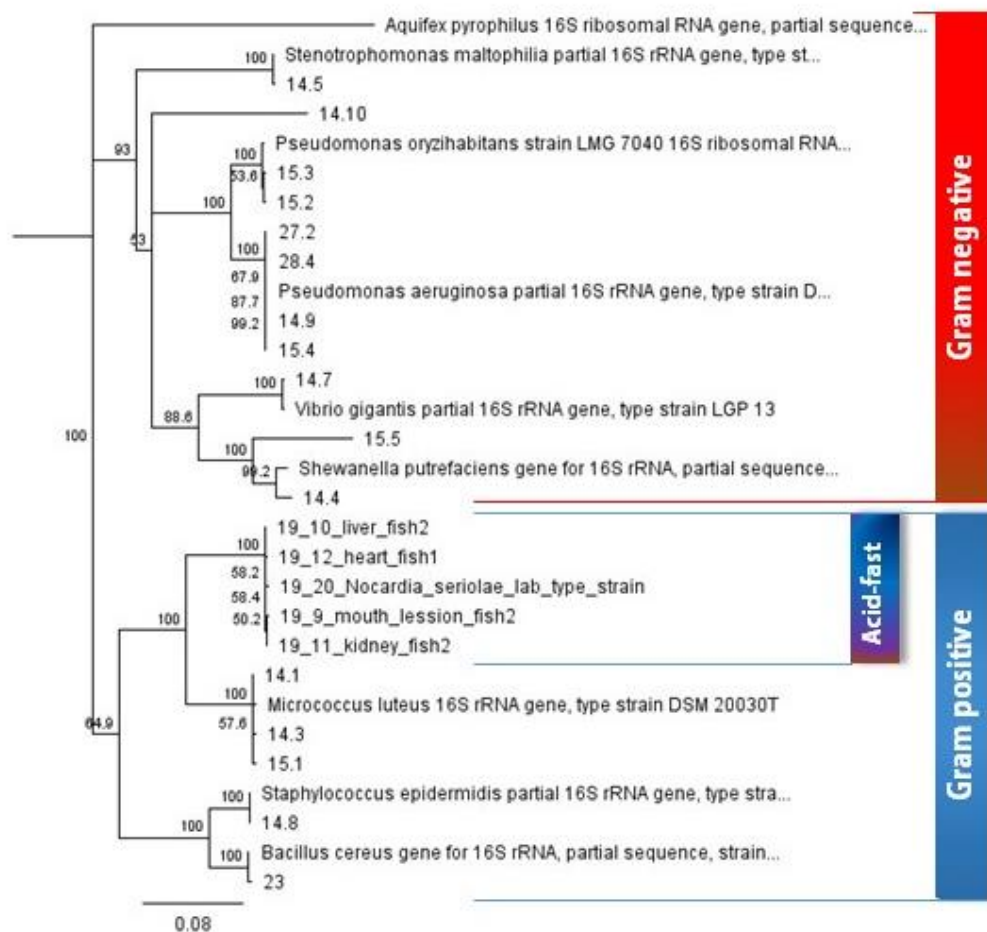 Aquifex pyrophilus 16S ribosomal RNA gene, partial sequence...
100
Stenotrophomonas maltophilia partial 16S rRNA gene, type st...
14.5
14.10
93
100
Pseudomonas oryzihabitans strain LMG 7040 16S ribosomal RNA...
53.6
15.3
15.2
100
53
27.2
100
28.4
67.9
87.7
99.2
Pseudomonas aeruginosa partial 16S rRNA gene, type strain D...
14.9
15.4
100
14.7
Vibrio gigantis partial 16S rRNA gene, type strain LGP 13
88.6
15.5
100
99.2
Shewanella putrefaciens gene for 16S rRNA, partial sequence...
14.4
100
19_10_liver_fish2
100
19_12_heart_fish1
58.2
58.4
50.2
19_20_Nocardia_seriolae_lab_type_strain
19_9_mouth_lession_fish2
19_11_kidney_fish2
100
14.1
100
Micrococcus luteus 16S rRNA gene, type strain DSM 20030T
57.6
14.3
15.1
64.9
100
Staphylococcus epidermidis partial 16S rRNA gene, type stra...
14.8
100
100
Bacillus cereus gene for 16S rRNA, partial sequence, strain...
23
0.08
Gram negative
Acid-fast
Gram positive